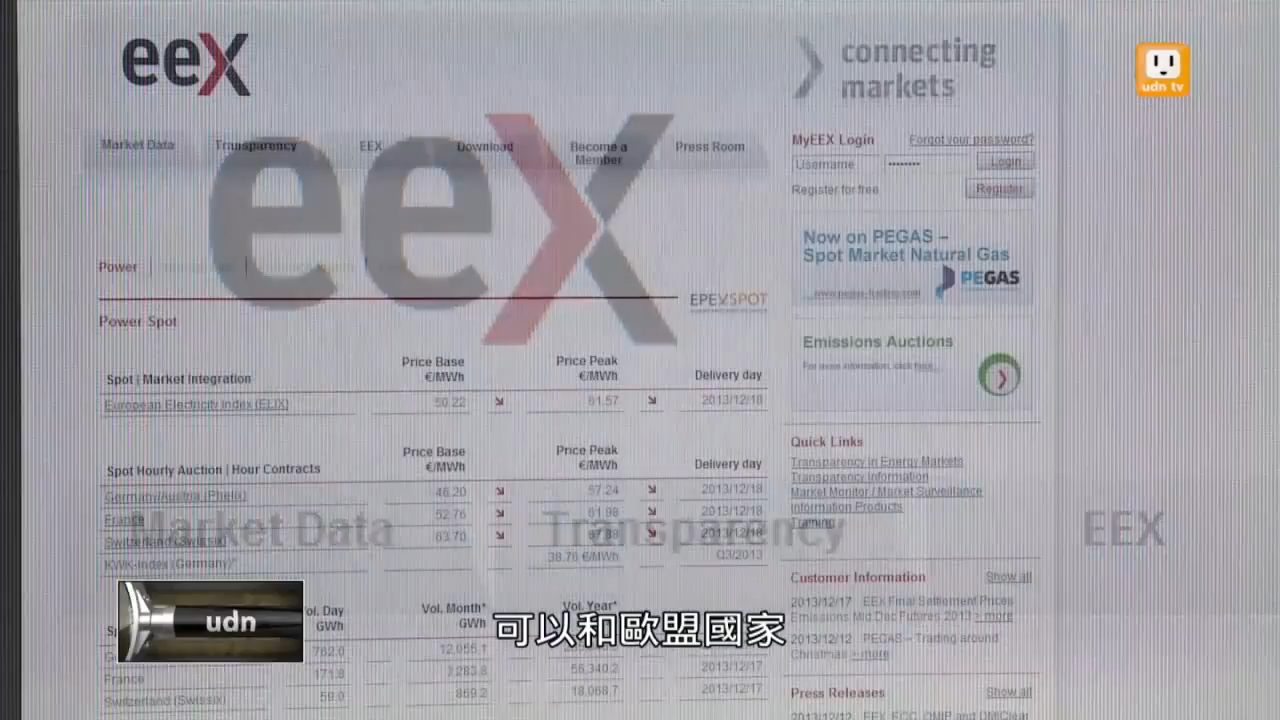 eex
connecting
markets
udn tv
Market Data
Transparency
EEX
Download
Become a
Member
Press Room
MyEEX Login
Forgot your password?
Username
Login
Register for free
Register
eex
Now on PEGAS –
Spot Market Natural Gas
PEGAS
Power
EPEXSPOT
Power Spot
Emissions Auctions
For more information, click here...
Price Base
€/MWh
Price Peak
€/MWh
Spot | Market Integration
Delivery day
European Electricity Index (ELIX)
50.22
61.57
2013/12/18
Quick Links
Transparency in Energy Markets
Transparency Information
Market Monitor / Market Surveillance
Information Products
Training
Price Base
€/MWh
Price Peak
€/MWh
Spot Hourly Auction | Hour Contracts
Delivery day
Germany/Austria (Phelix)
46.20
57.24
2013/12/18
France
52.76
61.98
2013/12/18
Switzerland (Swissix)
63.70
2013/12/18
KWK-Index (Germany)*
38.76 €/MWh
Q3/2013
Market Data
Transparency
EEX
Customer Information
Show all
2013/12/17 EEX Final Settlement Prices
Emissions Mid Dec Futures 2013 > more
2013/12/12 PEGAS – Trading around
Christmas > more
udn
Vol. Day
GWh
Vol. Month*
GWh
Vol. Year*
可以和歐盟國家
762.0
12,055.1
France
171.8
56,340.2
2013/12/17
Switzerland (Swissix)
59.0
869.2
18,068.7
2013/12/17
Press Releases
Show all